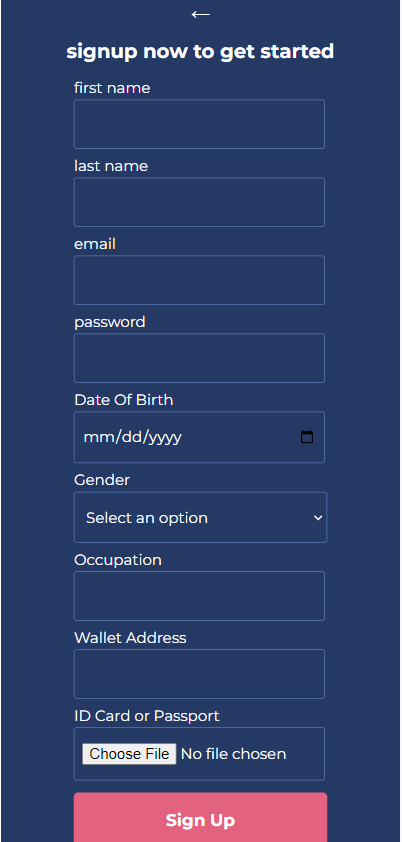 ←
signup now to get started
first name
last name
email
password
Date Of Birth
mm/dd/yyyy
Gender
Select an option
Occupation
Wallet Address
ID Card or Passport
Choose File No file chosen
Sign Up